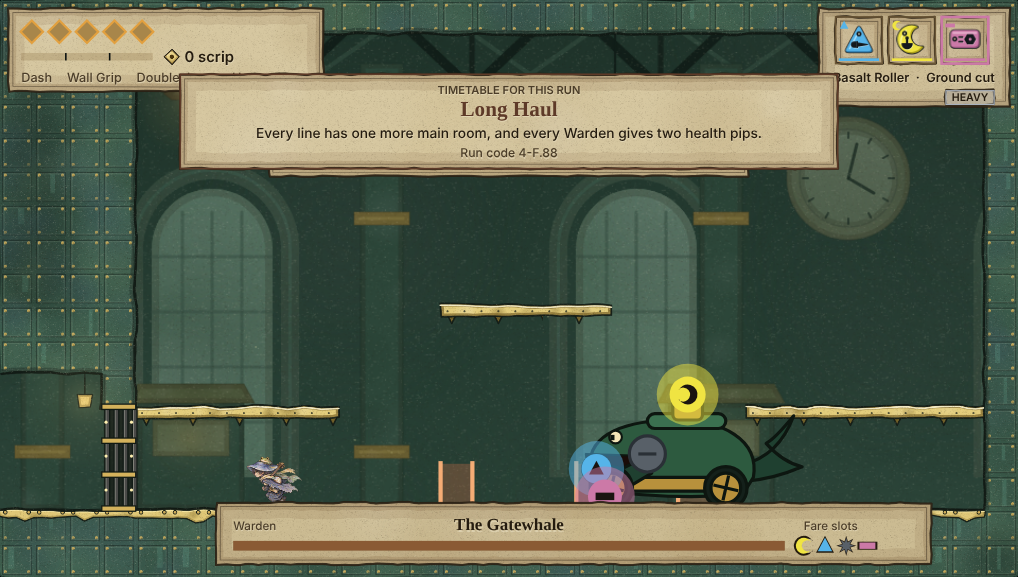 0 scrip
Dash Wall Grip Double
Basalt Roller · Ground cut
HEAVY
TIMETABLE FOR THIS RUN
Long Haul
Every line has one more main room, and every Warden gives two health pips.
Run code 4-F.88
Warden
The Gatewhale
Fare slots